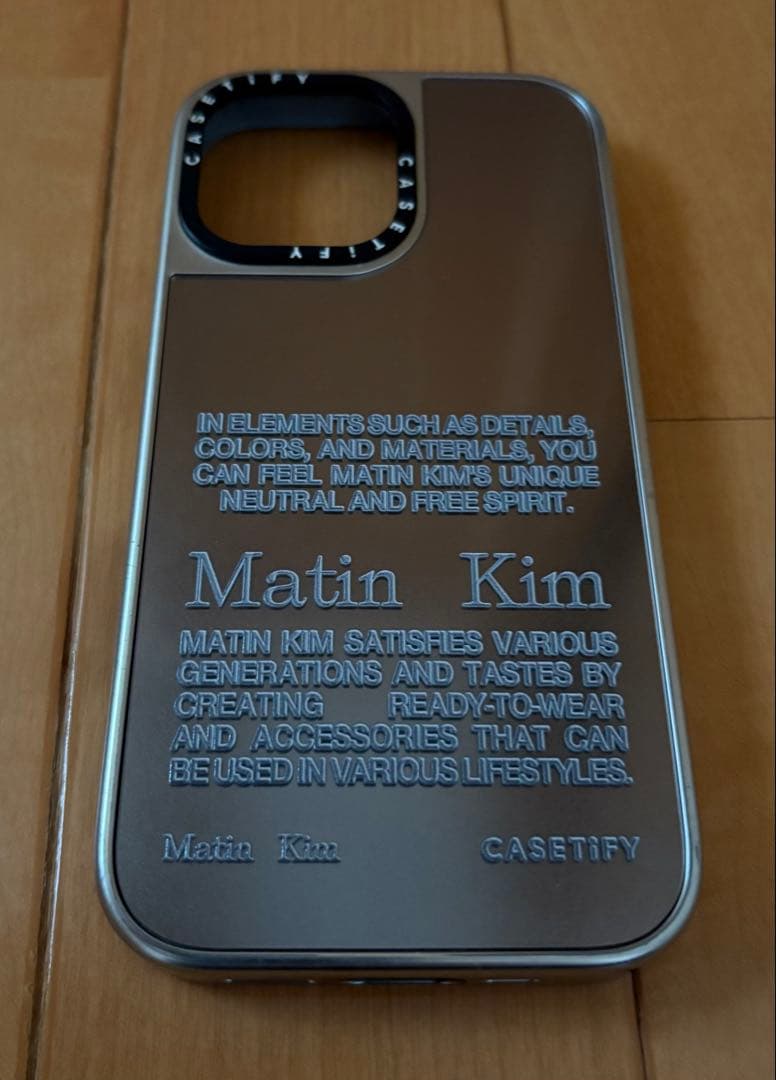 CASETiFY
CASETiFY
IN ELEMENTS SUCH AS DETAILS,
COLORS, AND MATERIALS, YOU
CAN FEEL MATIN KIM'S UNIQUE
NEUTRAL AND FREE SPIRIT.
Matin Kim
MATIN KIM SATISFIES VARIOUS
GENERATIONS AND TASTES BY
CREATING READY-TO-WEAR
AND ACCESSORIES THAT CAN
BE USED IN VARIOUS LIFESTYLES.
Matin Kim CASETiFY